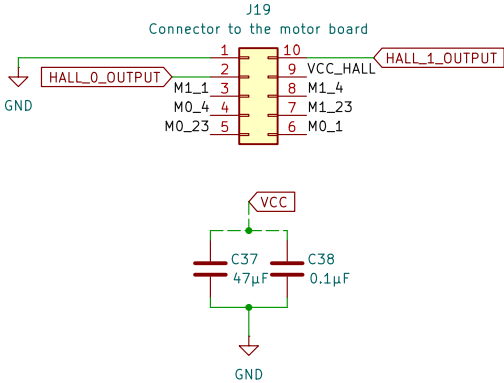 J19
Connector to the motor board
1 10 HALL_1_OUTPUT
HALL_0_OUTPUT 2 9 VCC_HALL
GND M1_1 3 8 M1_4
M0_4 4 7 M1_23
M0_23 5 6 M0_1
VCC
C37 C38
47µF 0.1µF
GND